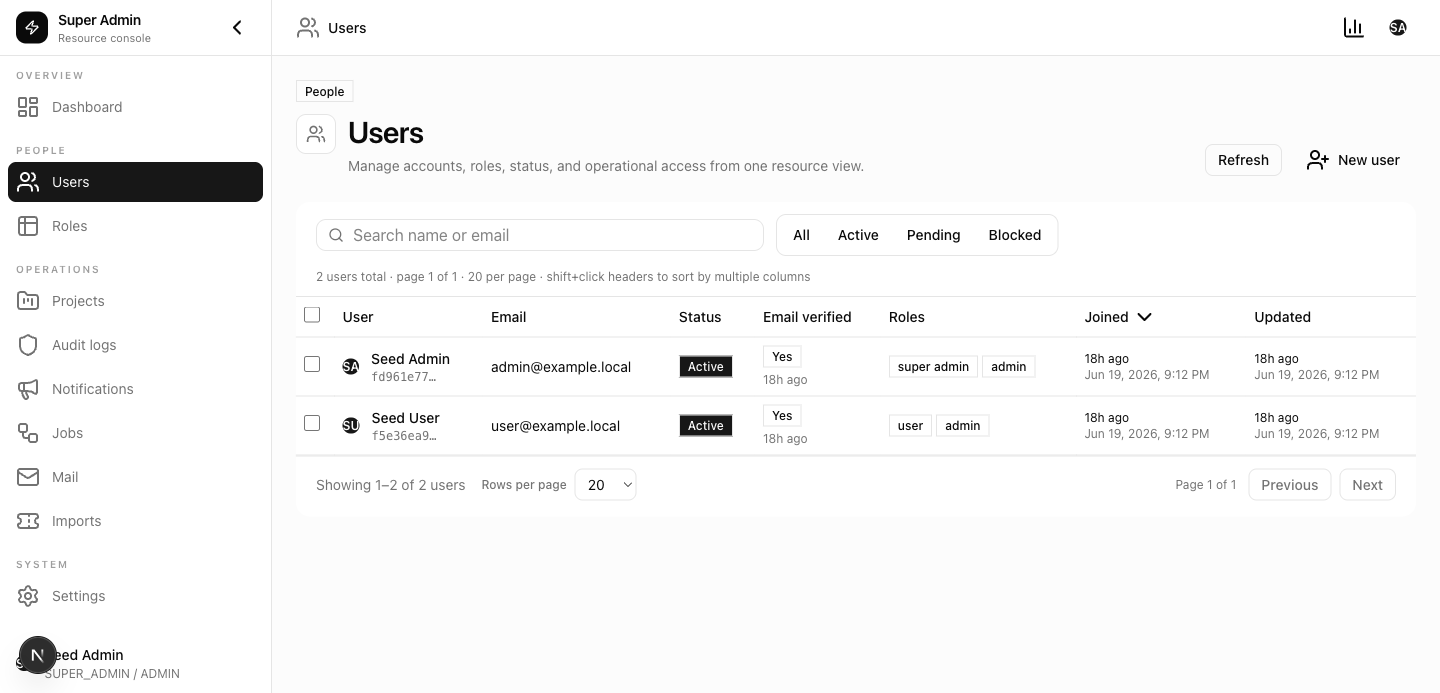 Super Admin
Resource console
OVERVIEW
Dashboard
PEOPLE
Users
Roles
OPERATIONS
Projects
Audit logs
Notifications
Jobs
Mail
Imports
SYSTEM
Settings
N
eed Admin
SUPER_ADMIN / ADMIN
Users
SA
People
Users
Manage accounts, roles, status, and operational access from one resource view.
Refresh
New user
Search name or email
All Active Pending Blocked
2 users total · page 1 of 1 · 20 per page · shift+click headers to sort by multiple columns
User Email Status Email verified Roles Joined Updated
SA Seed Admin admin@example.local Active Yes super admin admin 18h ago 18h ago
fd961e77… 18h ago Jun 19, 2026, 9:12 PM Jun 19, 2026, 9:12 PM
SU Seed User user@example.local Active Yes user admin 18h ago 18h ago
f5e36ea9… 18h ago Jun 19, 2026, 9:12 PM Jun 19, 2026, 9:12 PM
Showing 1–2 of 2 users Rows per page 20 Page 1 of 1 Previous Next